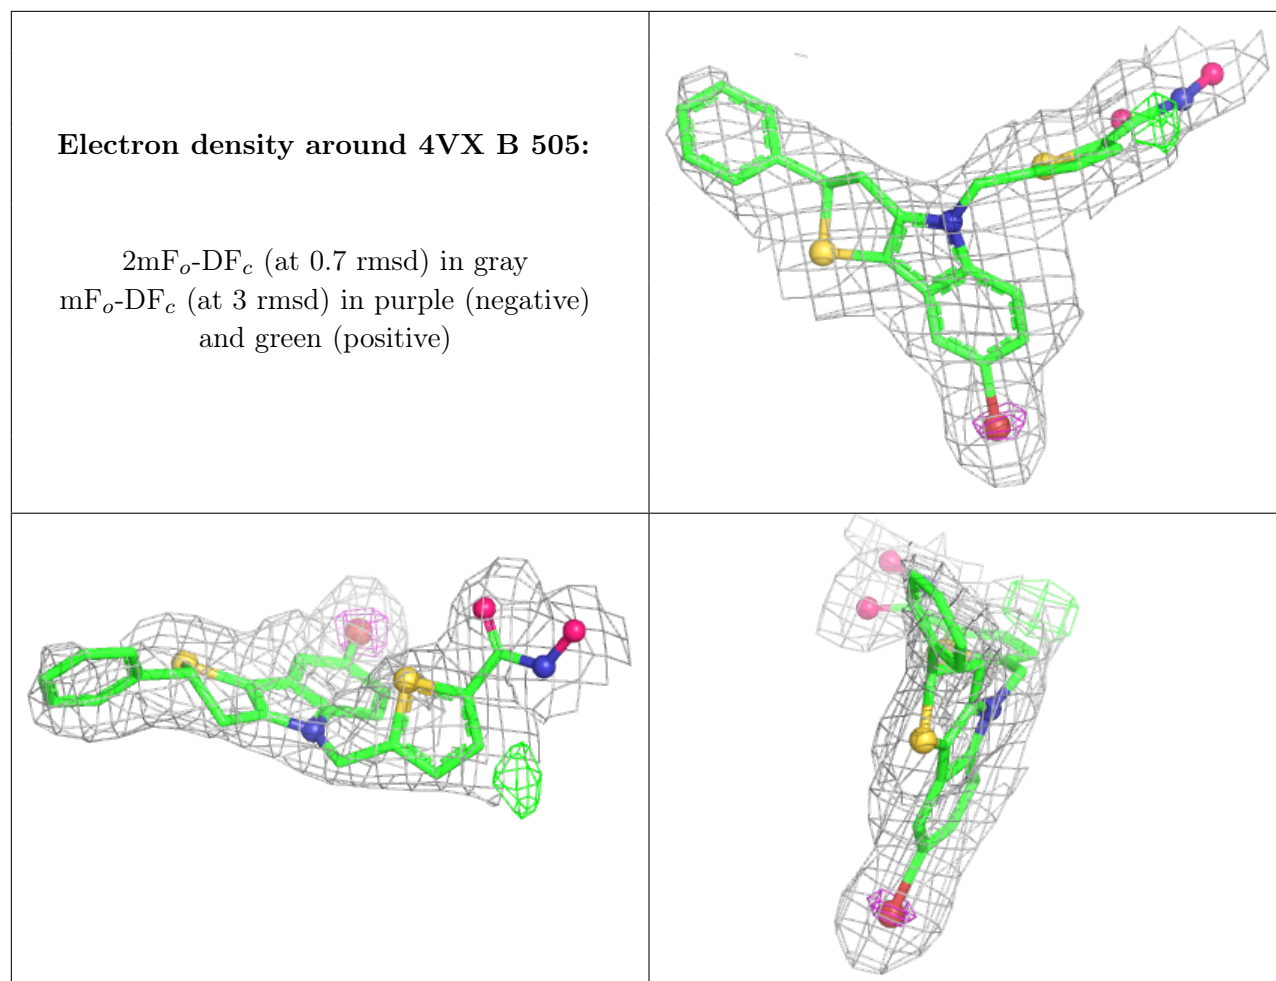 Electron density around 4VX B 505:
2mFₒ-DF𝒸 (at 0.7 rmsd) in gray
mFₒ-DF𝒸 (at 3 rmsd) in purple (negative)
and green (positive)